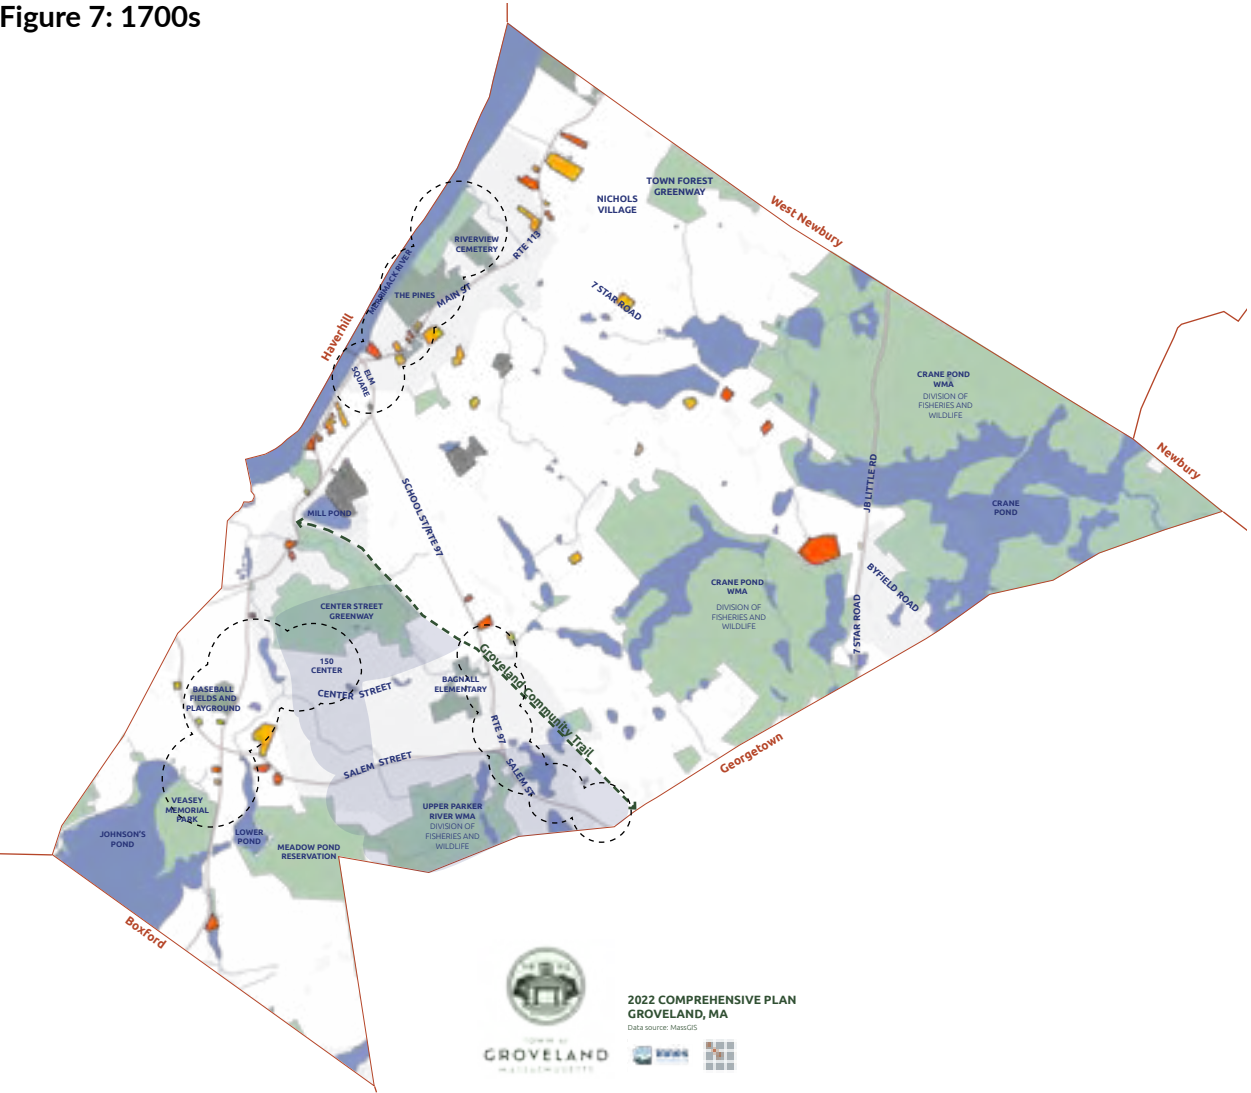 Figure 7: 1700s
TOWN FOREST
GREENWAY
NICHOLS
VILLAGE
West Newbury
RIVERVIEW
CEMETERY
RTE 113
MERRIMACK RIVER
THE PINES
MAIN ST
7 STAR ROAD
Haverhill
ELM
SQUARE
CRANE POND
WMA
DIVISION OF
FISHERIES AND
WILDLIFE
Newbury
JB LITTLE RD
CRANE
POND
SCHOOL ST/RTE 97
MILL POND
CRANE POND
WMA
DIVISION OF
FISHERIES AND
WILDLIFE
BYFIELD ROAD
7 STAR ROAD
CENTER STREET
GREENWAY
150
CENTER
CENTER STREET
BAGNALL
ELEMENTARY
Groveland Community Trail
BASEBALL
FIELDS AND
PLAYGROUND
RTE 97
SALEM STREET
SALEM ST
Georgetown
VEASEY
MEMORIAL
PARK
JOHNSON'S
POND
LOWER
POND
MEADOW POND
RESERVATION
UPPER PARKER
RIVER WMA
DIVISION OF
FISHERIES AND
WILDLIFE
Boxford
GROVELAND
MASSACHUSETTS
2022 COMPREHENSIVE PLAN
GROVELAND, MA
Data source: MassGIS